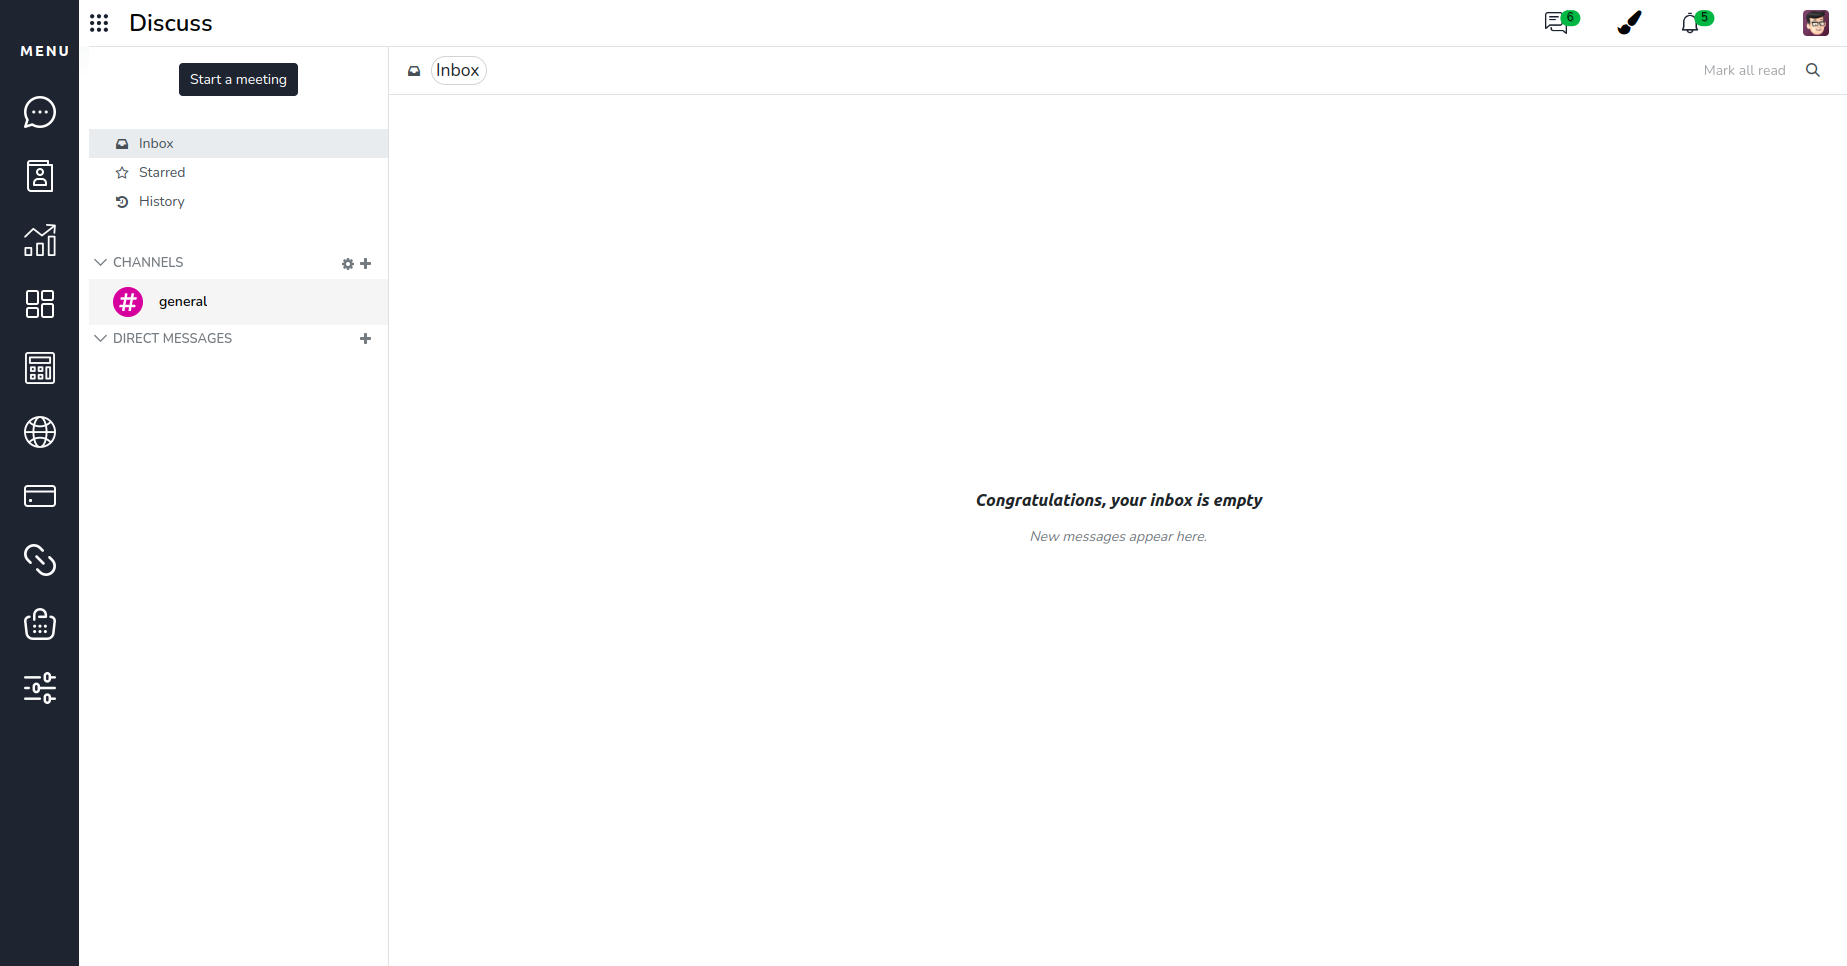 MENU
Discuss
6
5
Start a meeting
Inbox
Mark all read
Inbox
Starred
History
CHANNELS
general
DIRECT MESSAGES
Congratulations, your inbox is empty
New messages appear here.